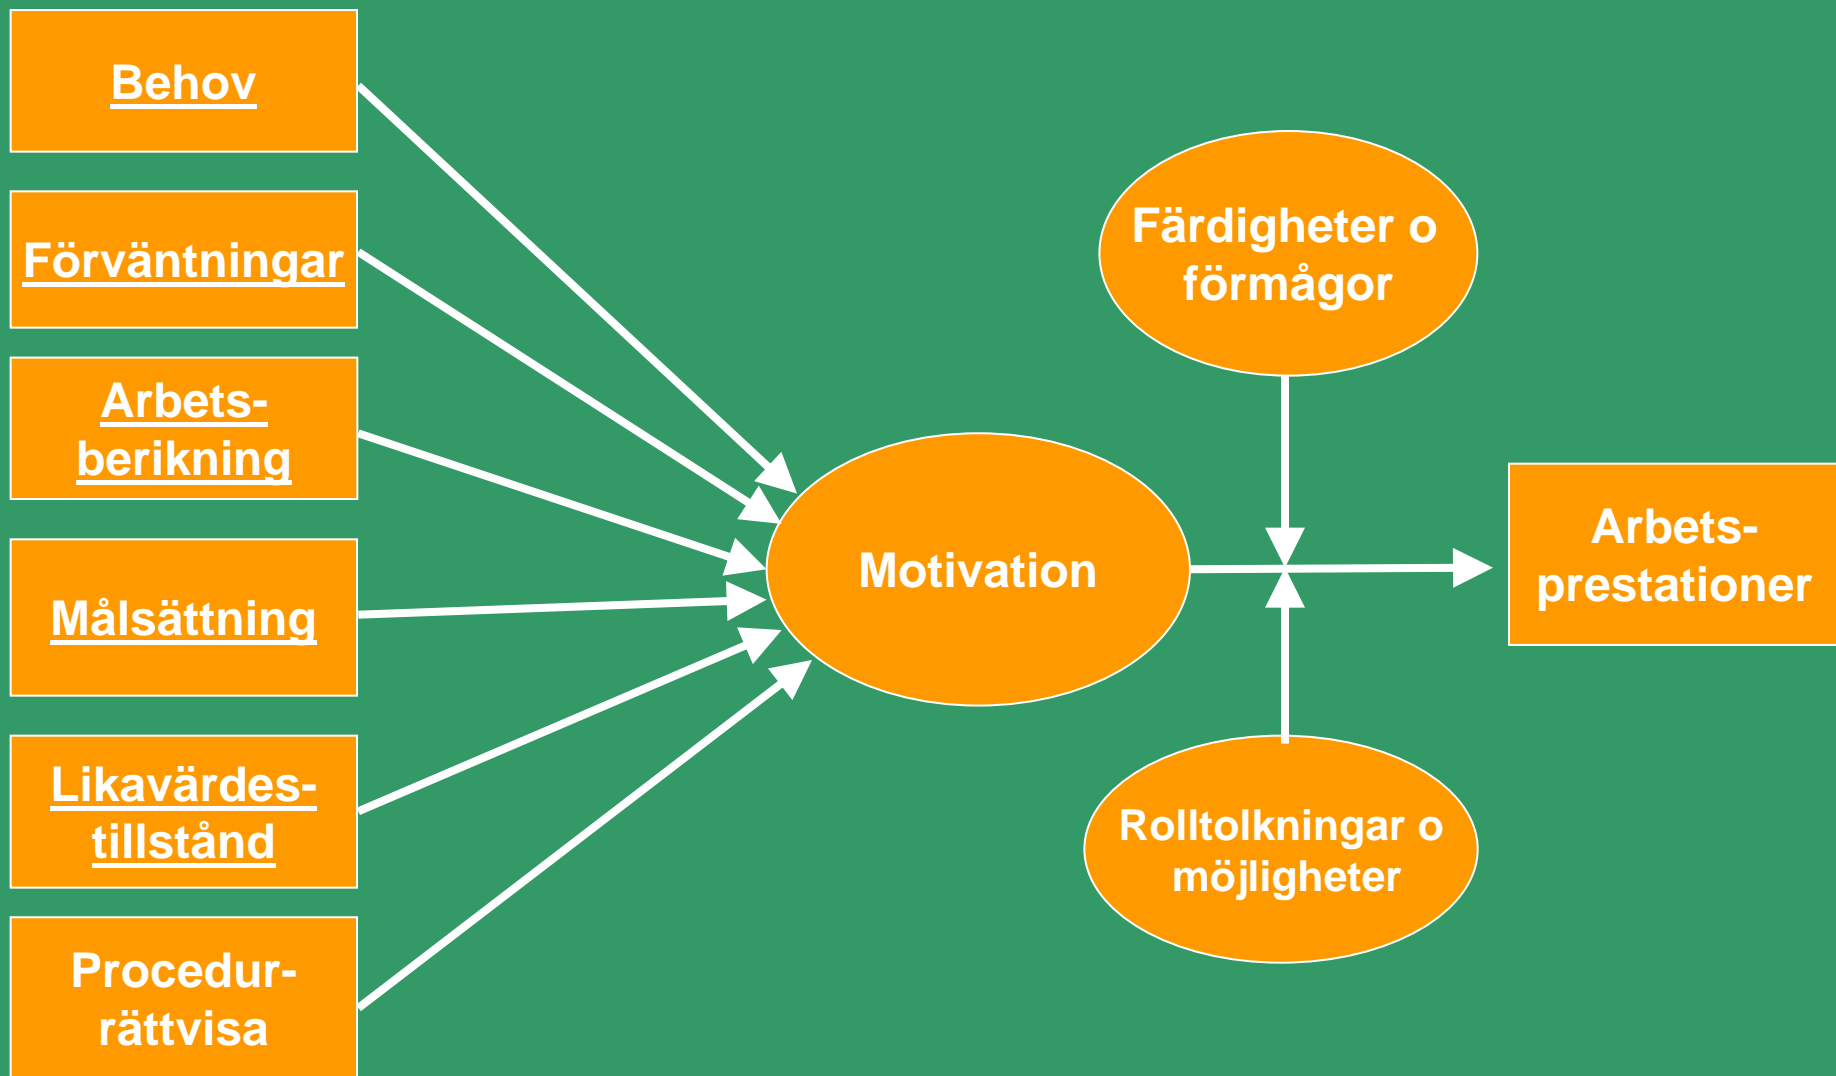 Behov
Förväntningar
Arbets-
berikning
Målsättning
Likavärdes-
tillstånd
Procedur-
rättvisa
Motivation
Färdigheter o
förmågor
Rolltolkningar o
möjligheter
Arbets-
prestationer